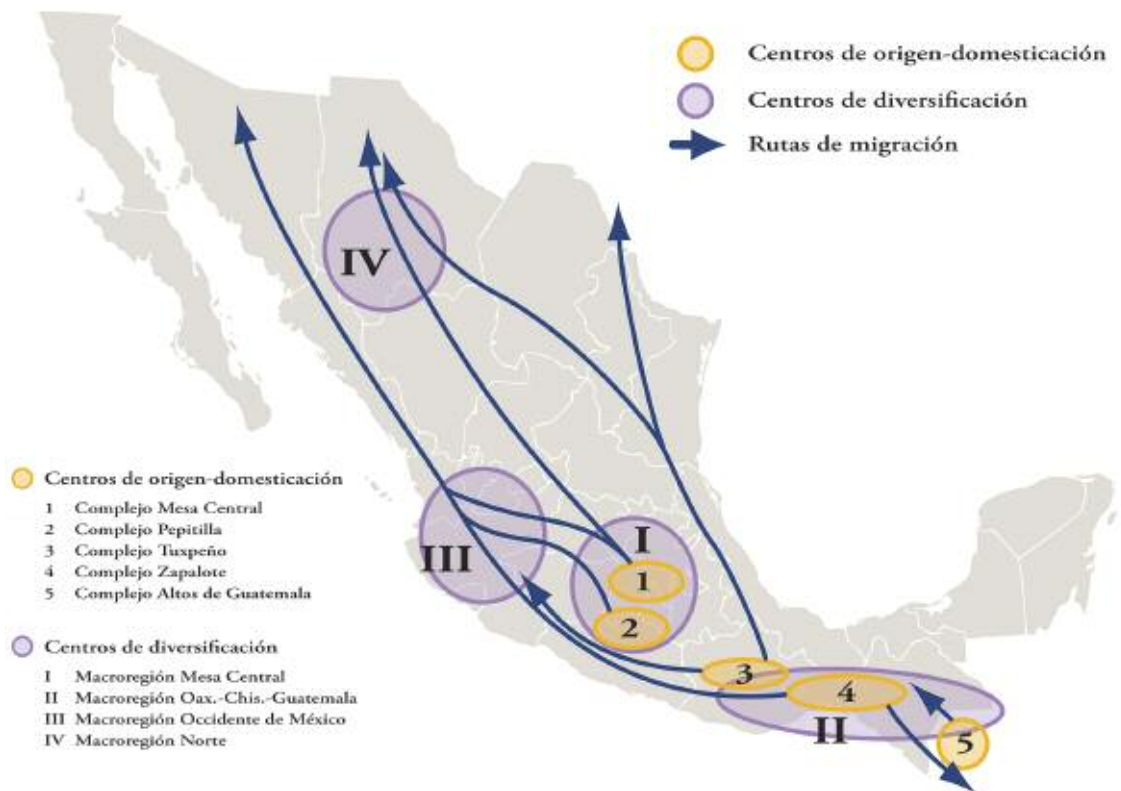 Centros de origen-domesticación
Centros de diversificación
Rutas de migración
IV
III
I
1
2
3
4
II
5
Centros de origen-domesticación
1 Complejo Mesa Central
2 Complejo Pepitilla
3 Complejo Tuxpeño
4 Complejo Zapalote
5 Complejo Altos de Guatemala
Centros de diversificación
I Macroregión Mesa Central
II Macroregión Oax.-Chis.-Guatemala
III Macroregión Occidente de México
IV Macroregión Norte